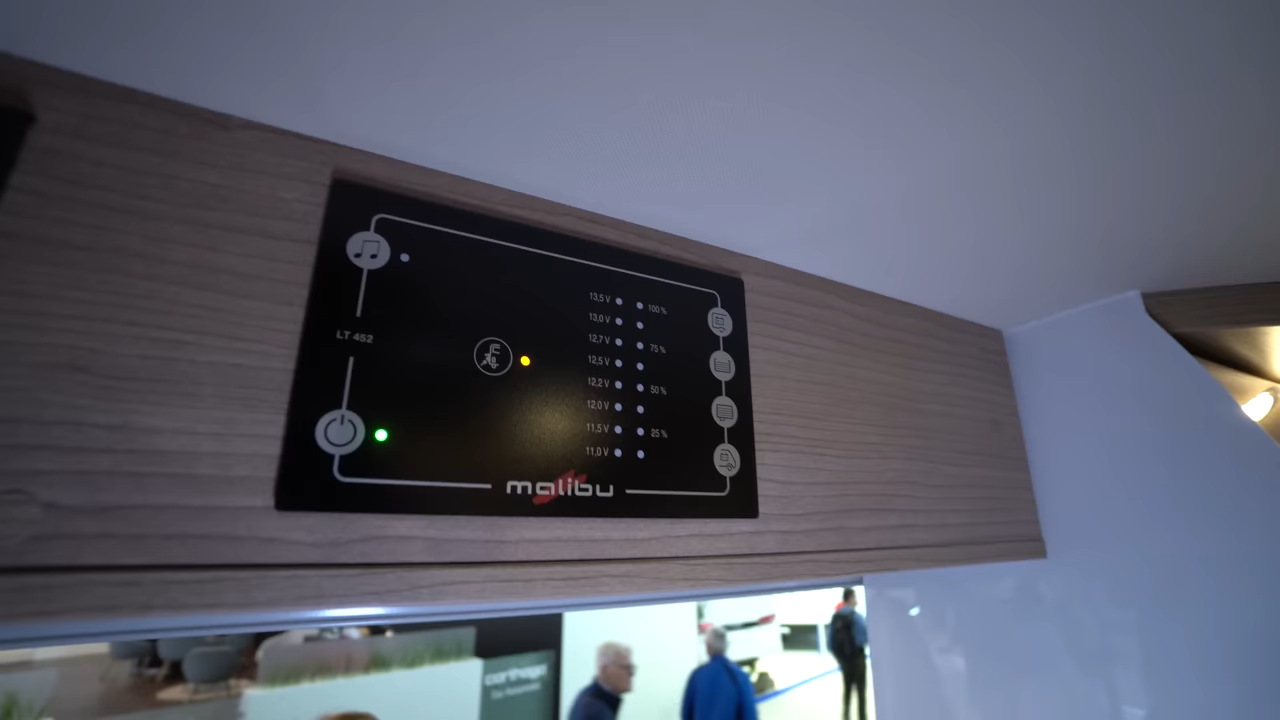 LT 452
13,5 V
100 %
13,0 V
12,7 V
75 %
12,5 V
12,2 V
50 %
12,0 V
11,5 V
25 %
11,0 V
malibu
carthago